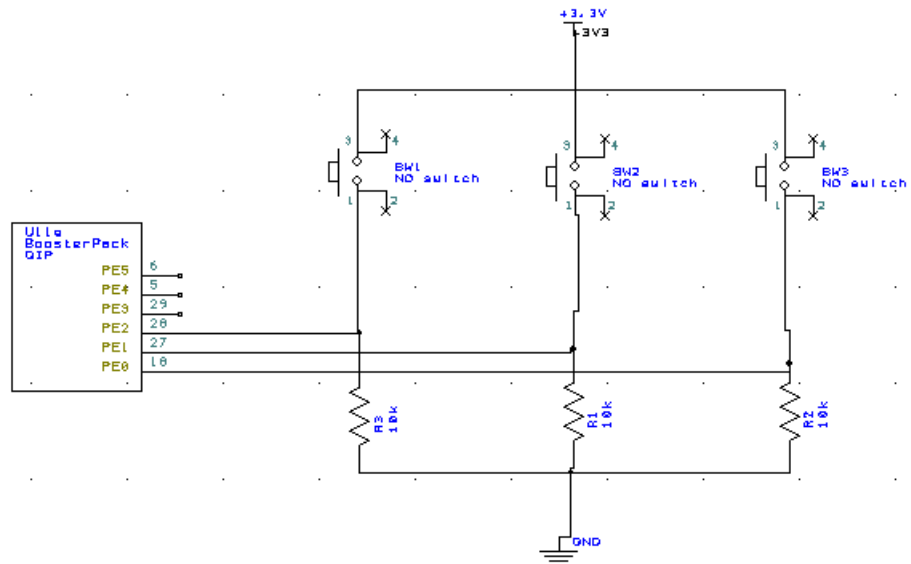 +3.3V
+3V3
3
4
SW1
NO switch
1
2
3
4
SW2
NO switch
1
2
3
4
SW3
NO switch
1
2
U11a
BoosterPack
DIP
PE5 6
PE4 5
PE3 29
PE2 28
PE1 27
PE0 18
R3
10k
R1
10k
R2
10k
GND